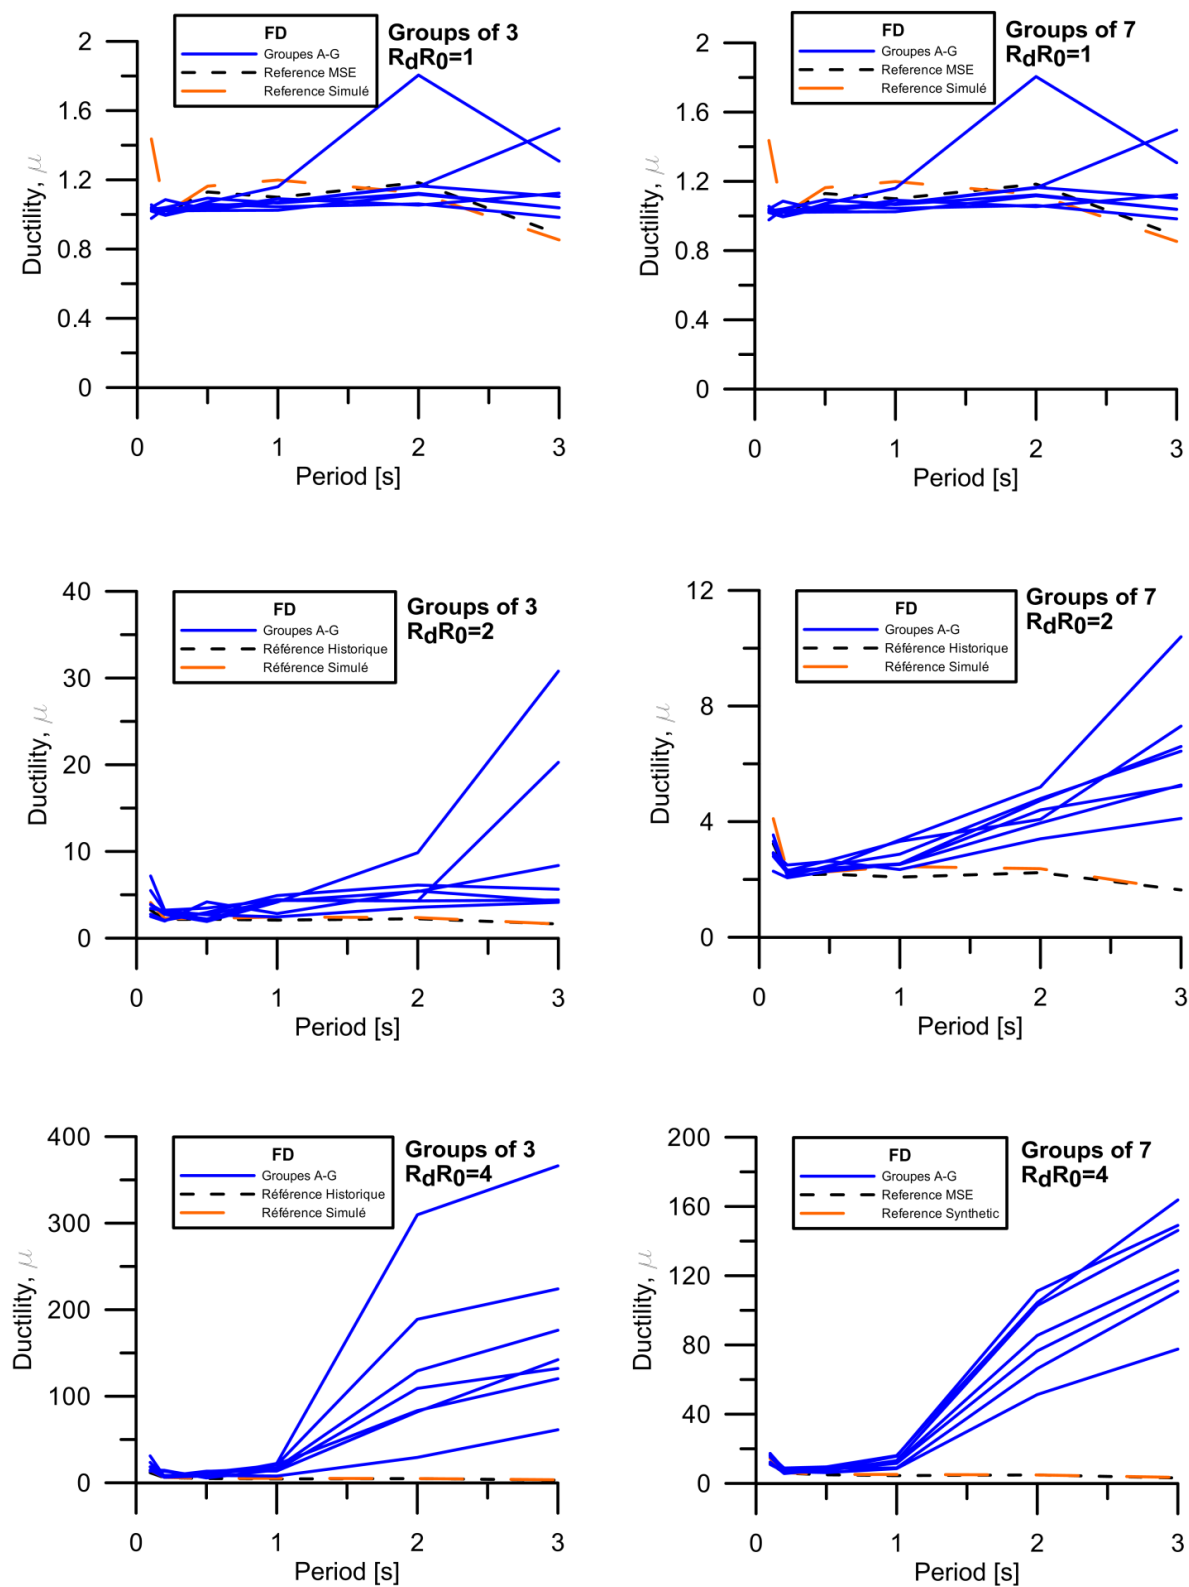 FD
Groupes A-G
Reference MSE
Reference Simulé
Groups of 3
RdR0=1
2
1.6
1.2
0.8
0.4
0
Ductility, μ
0 1 2 3
Period [s]
FD
Groupes A-G
Reference MSE
Reference Simulé
Groups of 7
RdR0=1
2
1.6
1.2
0.8
0.4
0
Ductility, μ
0 1 2 3
Period [s]
FD
Groupes A-G
Référence Historique
Référence Simulé
Groups of 3
RdR0=2
40
30
20
10
0
Ductility, μ
0 1 2 3
Period [s]
FD
Groupes A-G
Référence Historique
Référence Simulé
Groups of 7
RdR0=2
12
8
4
0
Ductility, μ
0 1 2 3
Period [s]
FD
Groupes A-G
Référence Historique
Référence Simulé
Groups of 3
RdR0=4
400
300
200
100
0
Ductility, μ
0 1 2 3
Period [s]
FD
Groupes A-G
Reference MSE
Reference Synthetic
Groups of 7
RdR0=4
200
160
120
80
40
0
Ductility, μ
0 1 2 3
Period [s]